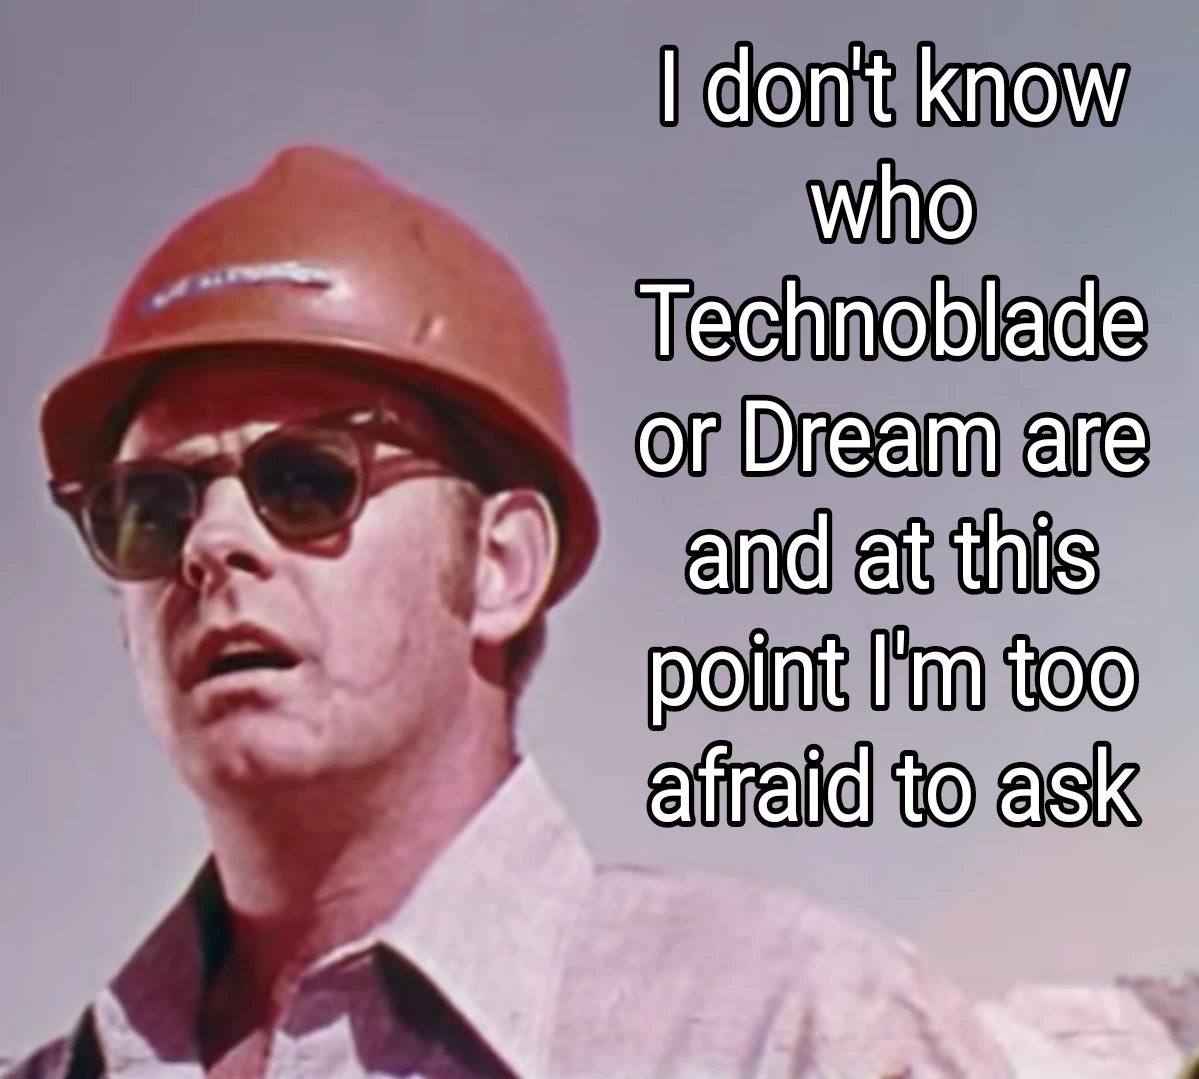 I don't know
who
Technoblade
or Dream are
and at this
point I'm too
afraid to ask